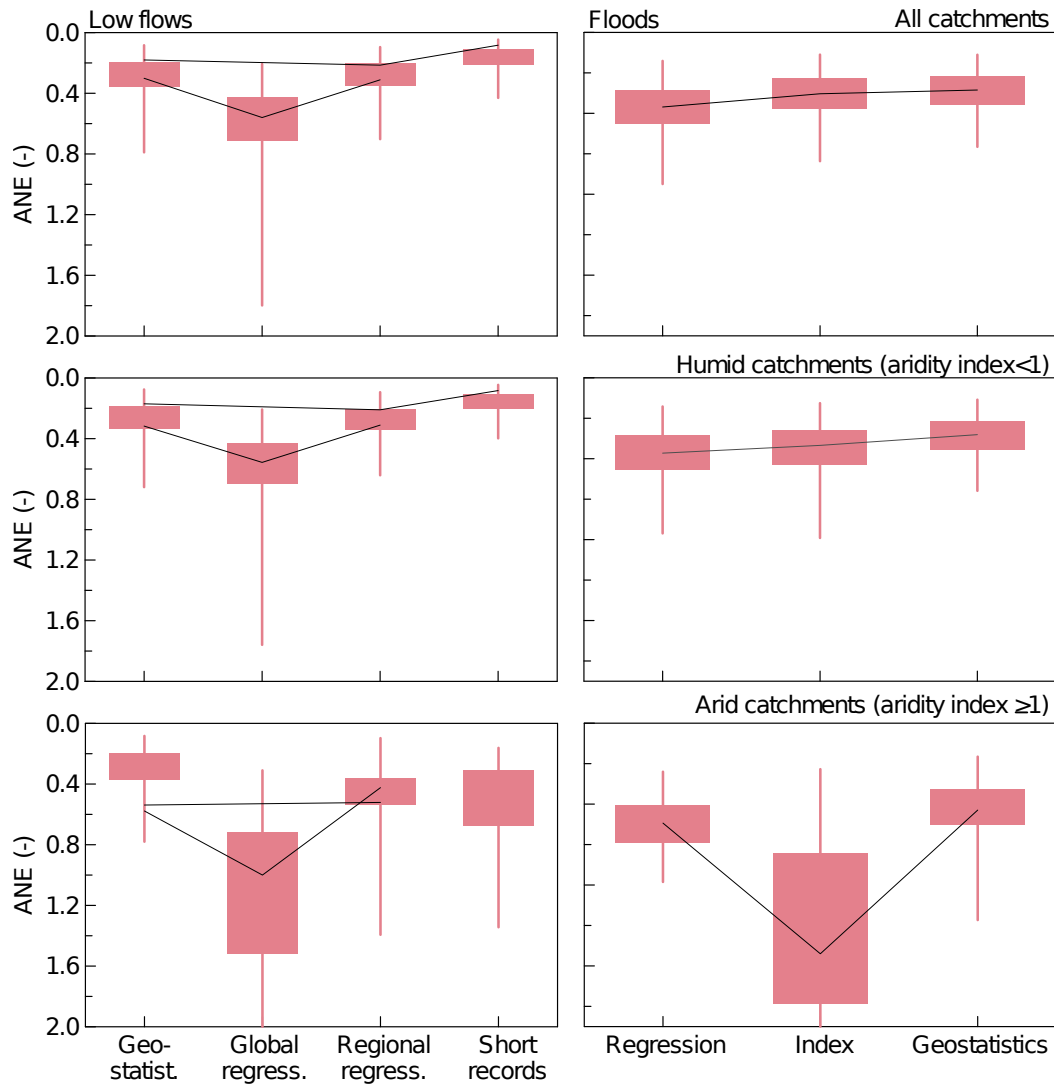 Low flows
Floods
All catchments
0.0
0.4
0.8
1.2
1.6
2.0
ANE (-)
Humid catchments (aridity index<1)
0.0
0.4
0.8
1.2
1.6
2.0
ANE (-)
Arid catchments (aridity index ≥1)
0.0
0.4
0.8
1.2
1.6
2.0
ANE (-)
Geo-
statist.
Global
regress.
Regional
regress.
Short
records
Regression
Index
Geostatistics